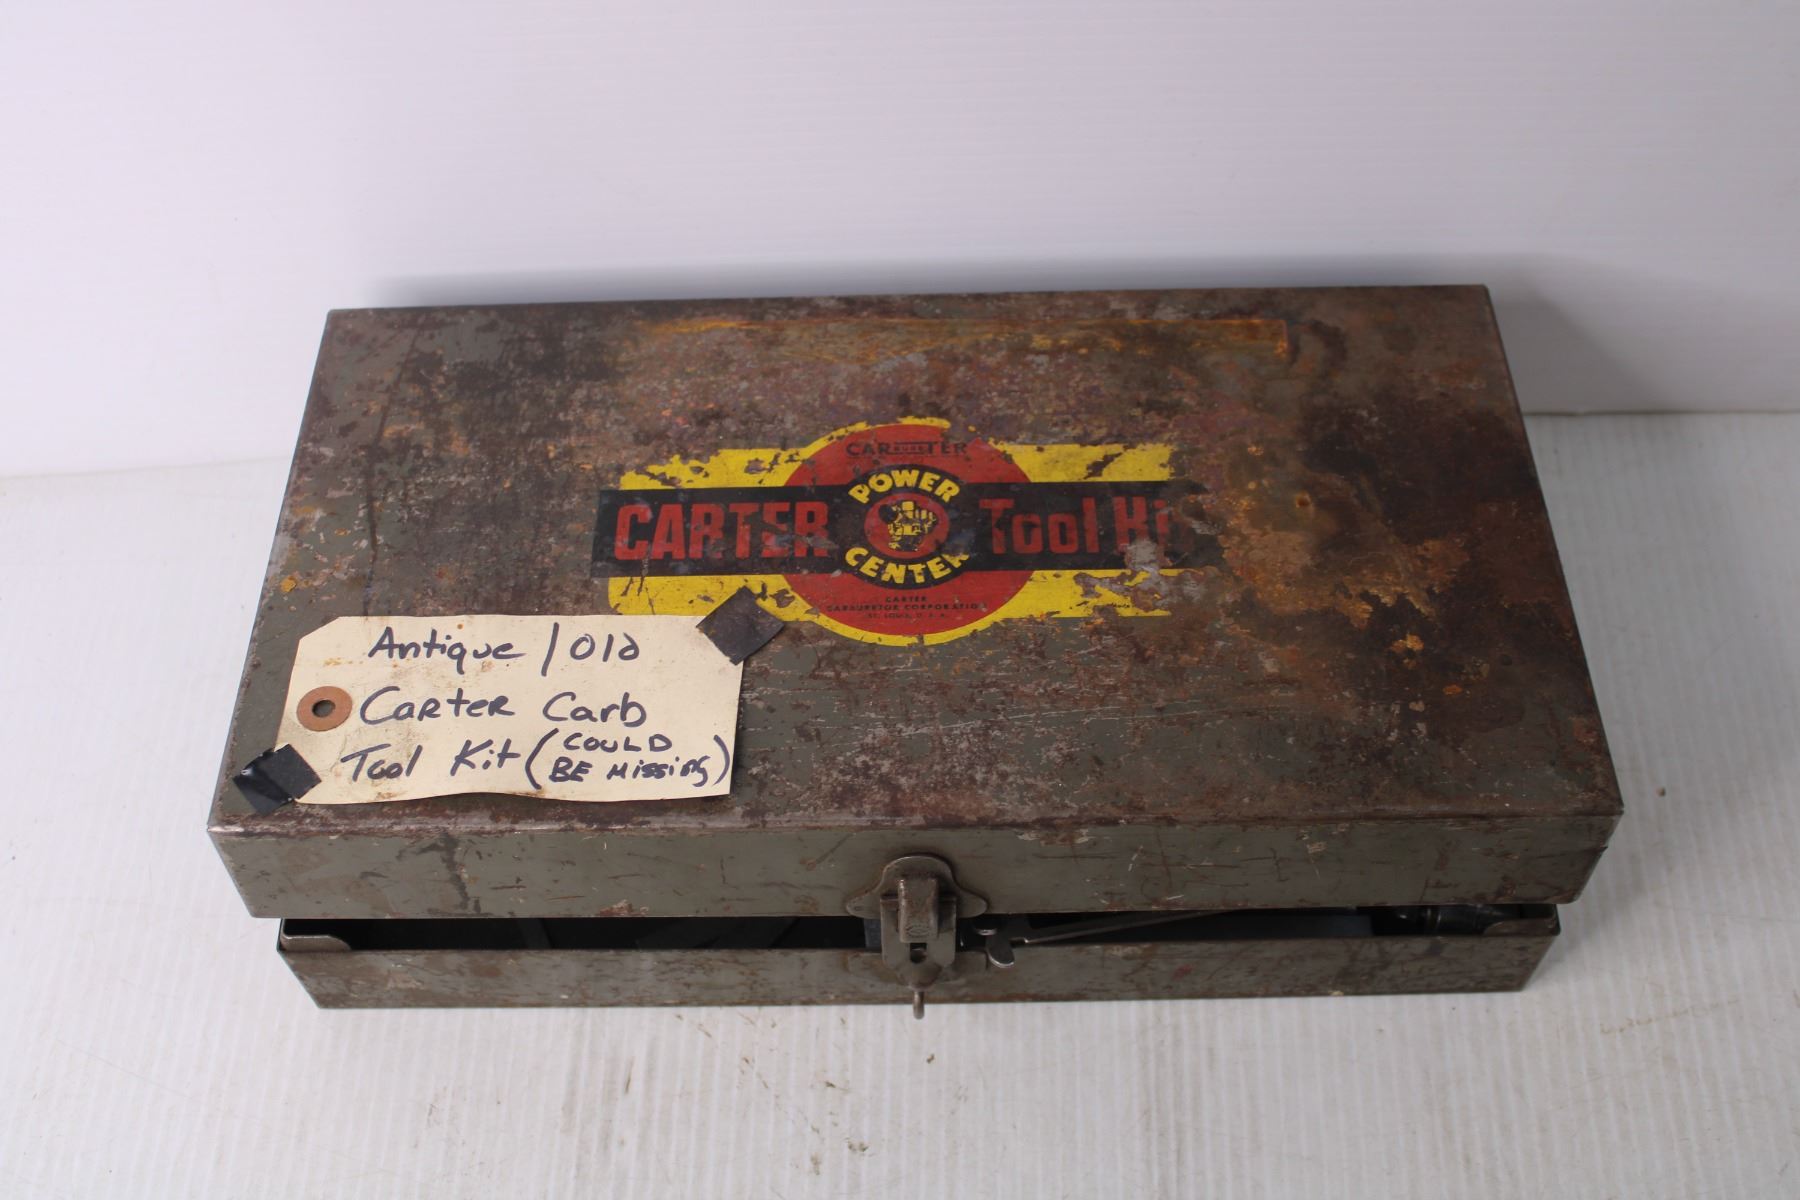 CARBURETER
POWER
CARTER Tool Ki
CENTER
CARTER
CARBURETOR CORPORATION
ST. LOUIS, U.S.A.
Antique / Old
Carter Carb
Tool Kit (COULD
BE Missing)